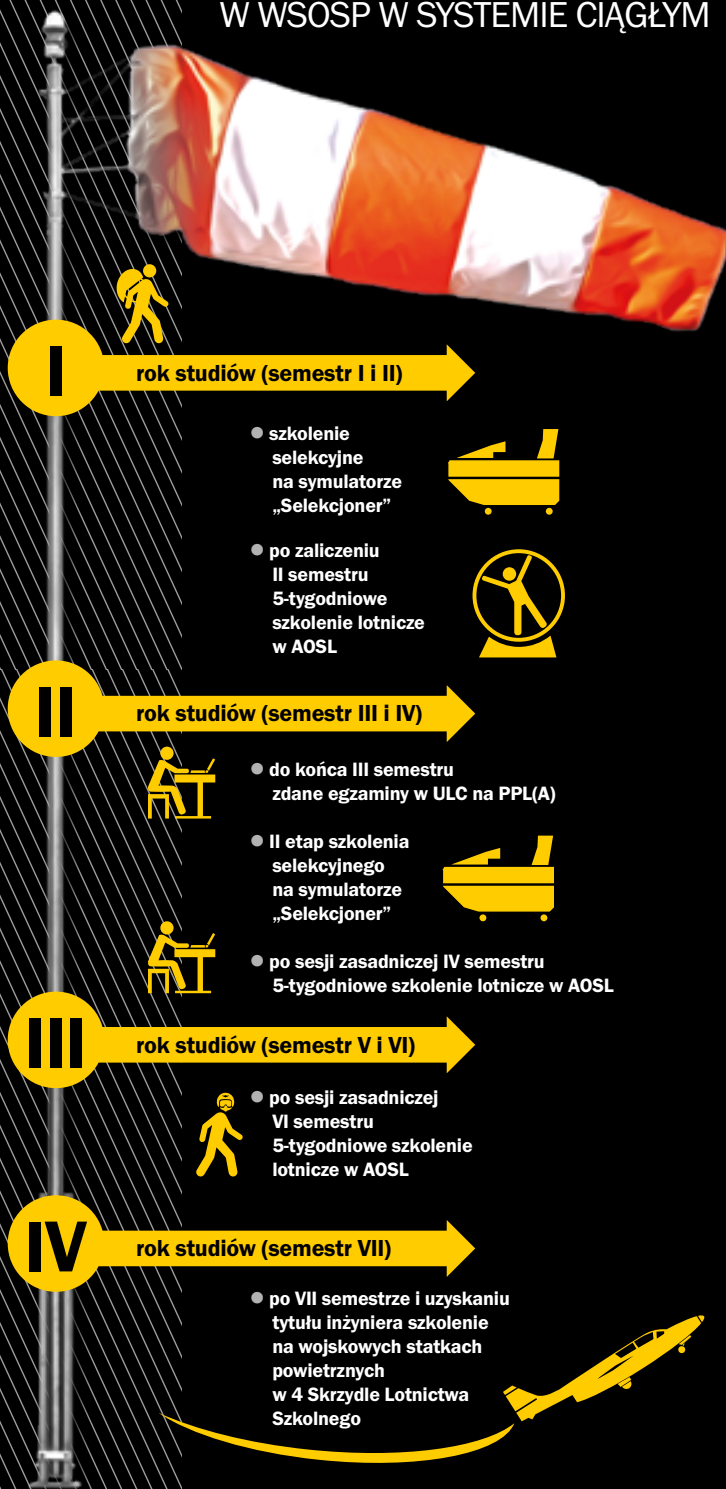 W WSOSP W SYSTEMIE CIĄGŁYM
I
rok studiów (semestr I i II)
szkolenie
selekcyjne
na symulatorze
„Selekcjoner”
po zaliczeniu
II semestru
5-tygodniowe
szkolenie lotnicze
w AOSL
II
rok studiów (semestr III i IV)
do końca III semestru
zdane egzaminy w ULC na PPL(A)
II etap szkolenia
selekcyjnego
na symulatorze
„Selekcjoner”
po sesji zasadniczej IV semestru
5-tygodniowe szkolenie lotnicze w AOSL
III
rok studiów (semestr V i VI)
po sesji zasadniczej
VI semestru
5-tygodniowe szkolenie
lotnicze w AOSL
IV
rok studiów (semestr VII)
po VII semestrze i uzyskaniu
tytułu inżyniera szkolenie
na wojskowych statkach
powietrznych
w 4 Skrzydle Lotnictwa
Szkolnego